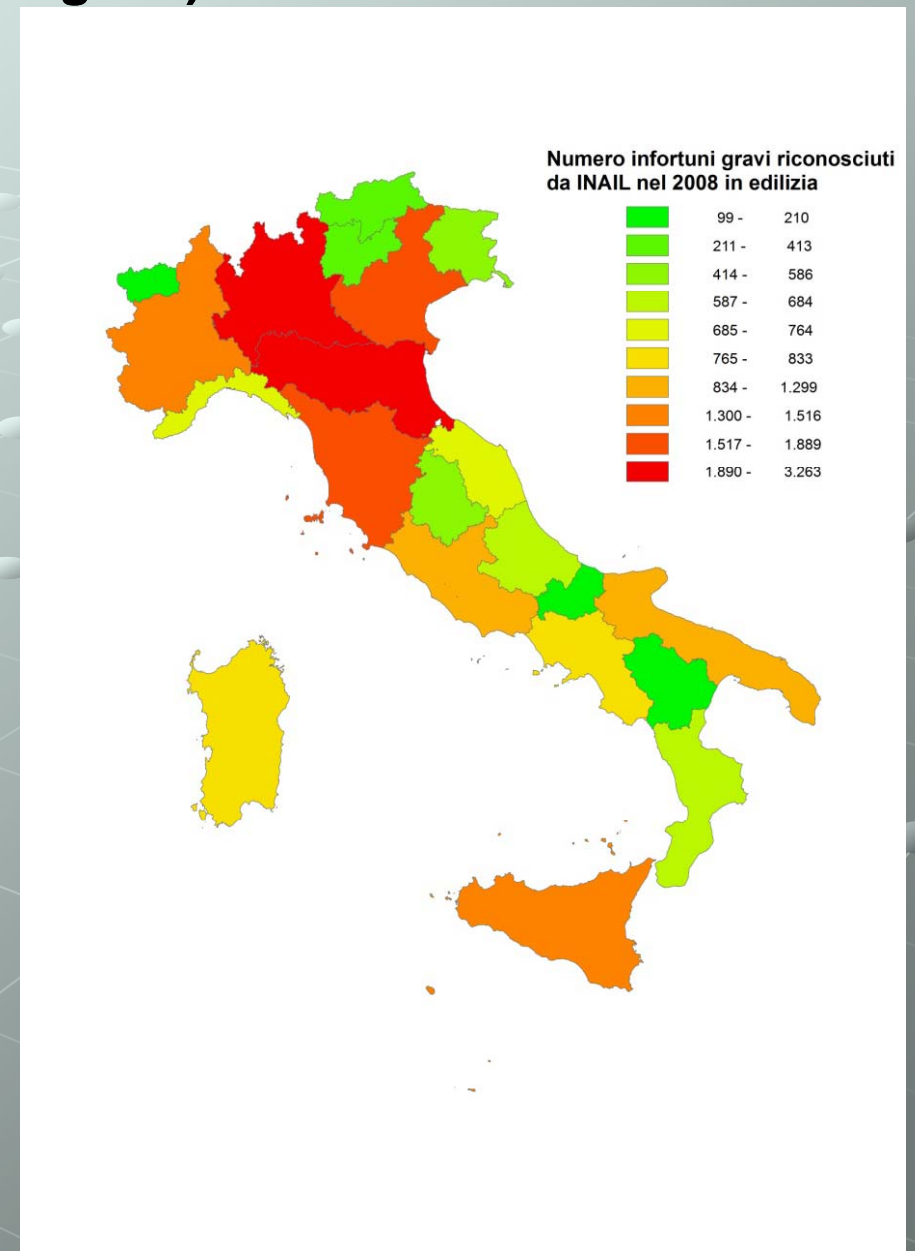 Numero infortuni gravi riconosciuti
da INAIL nel 2008 in edilizia
99 - 210
211 - 413
414 - 586
587 - 684
685 - 764
765 - 833
834 - 1.299
1.300 - 1.516
1.517 - 1.889
1.890 - 3.263